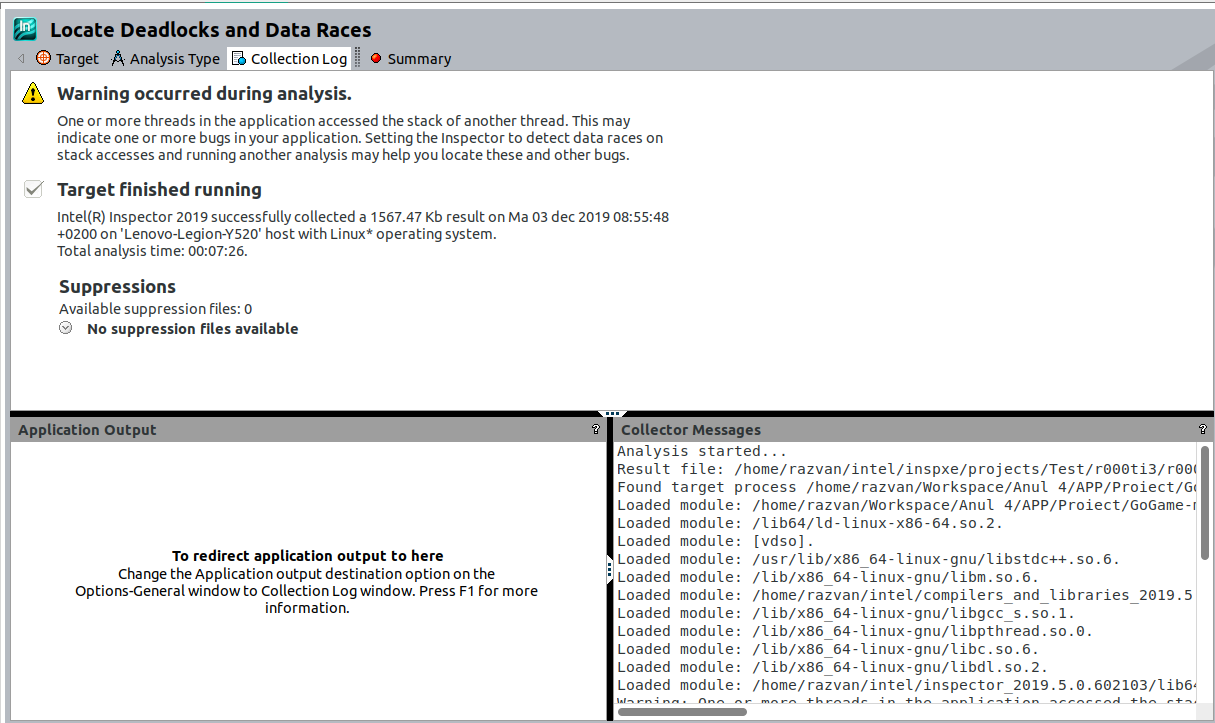 Locate Deadlocks and Data Races
Target Analysis Type Collection Log Summary
Warning occurred during analysis.
One or more threads in the application accessed the stack of another thread. This may
indicate one or more bugs in your application. Setting the Inspector to detect data races on
stack accesses and running another analysis may help you locate these and other bugs.
Target finished running
Intel(R) Inspector 2019 successfully collected a 1567.47 Kb result on Ma 03 dec 2019 08:55:48
+0200 on 'Lenovo-Legion-Y520' host with Linux* operating system.
Total analysis time: 00:07:26.
Suppressions
Available suppression files: 0
No suppression files available
Application Output ?
To redirect application output to here
Change the Application output destination option on the
Options-General window to Collection Log window. Press F1 for more
information.
Collector Messages ?
Analysis started...
Result file: /home/razvan/intel/inspxe/projects/Test/r000ti3/r000
Found target process /home/razvan/Workspace/Anul 4/APP/Proiect/Go
Loaded module: /home/razvan/Workspace/Anul 4/APP/Proiect/GoGame-m
Loaded module: /lib64/ld-linux-x86-64.so.2.
Loaded module: [vdso].
Loaded module: /usr/lib/x86_64-linux-gnu/libstdc++.so.6.
Loaded module: /lib/x86_64-linux-gnu/libm.so.6.
Loaded module: /home/razvan/intel/compilers_and_libraries_2019.5
Loaded module: /lib/x86_64-linux-gnu/libgcc_s.so.1.
Loaded module: /lib/x86_64-linux-gnu/libpthread.so.0.
Loaded module: /lib/x86_64-linux-gnu/libc.so.6.
Loaded module: /lib/x86_64-linux-gnu/libdl.so.2.
Loaded module: /home/razvan/intel/inspector_2019.5.0.602103/lib64
Warning: One or more threads in the application accessed the sta